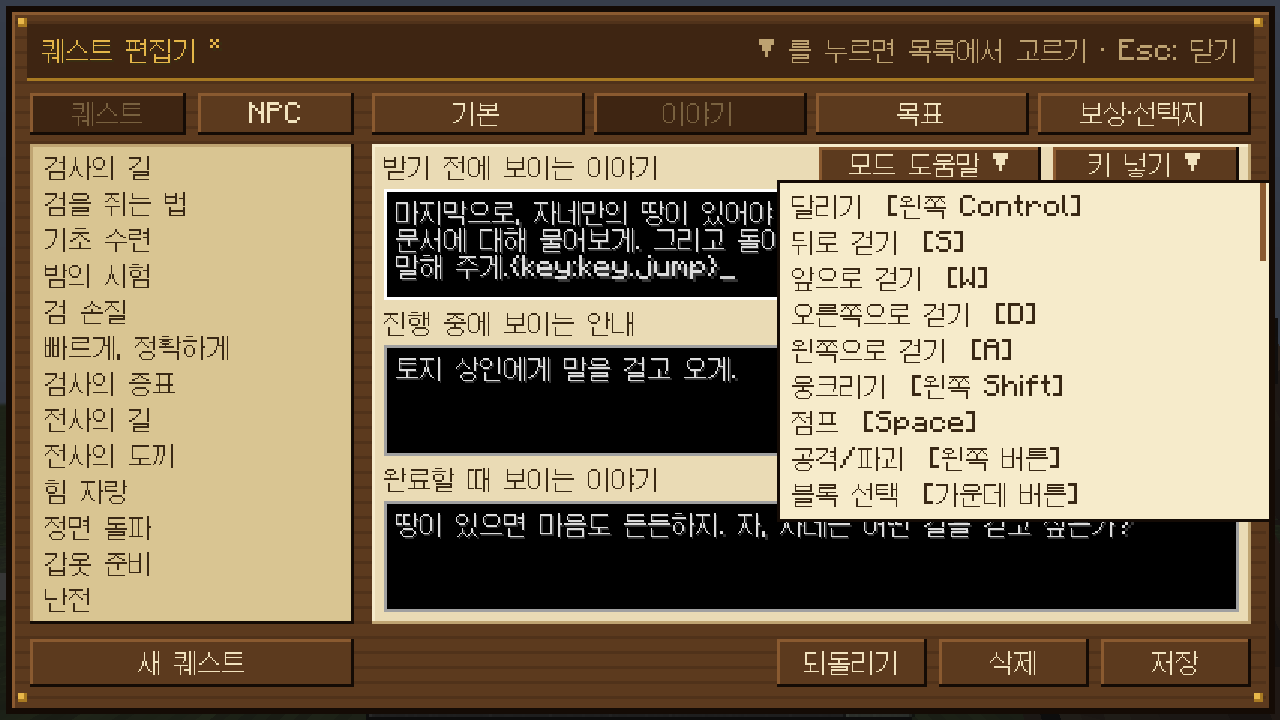 퀘스트 편집기 *
▼ 를 누르면 목록에서 고르기 · Esc: 닫기
퀘스트
NPC
기본
이야기
목표
보상·선택지
검사의 길
검을 쥐는 법
기초 수련
밤의 시험
검 손질
빠르게, 정확하게
검사의 증표
전사의 길
전사의 도끼
힘 자랑
정면 돌파
갑옷 준비
난전
새 퀘스트
받기 전에 보이는 이야기
모드 도움말 ▼
키 넣기 ▼
마지막으로, 자네만의 땅이 있어야
문서에 대해 물어보게. 그리고 돌아
말해 주게.{key:key.jump}_
진행 중에 보이는 안내
토지 상인에게 말을 걸고 오게.
완료할 때 보이는 이야기
땅이 있으면 마음도 든든하지. 자, 자네는 어떤 길을 걷고 싶은가?
달리기 [왼쪽 Control]
뒤로 걷기 [S]
앞으로 걷기 [W]
오른쪽으로 걷기 [D]
왼쪽으로 걷기 [A]
웅크리기 [왼쪽 Shift]
점프 [Space]
공격/파괴 [왼쪽 버튼]
블록 선택 [가운데 버튼]
되돌리기
삭제
저장